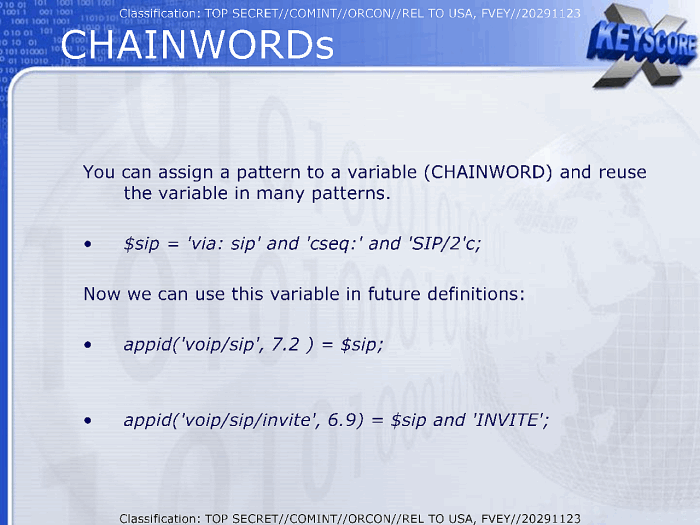 Classification: TOP SECRET//COMINT//ORCON//REL TO USA, FVEY//20291123
CHAINWORDs
X
KEYSCORE
You can assign a pattern to a variable (CHAINWORD) and reuse
the variable in many patterns.
• $sip = 'via: sip' and 'cseq:' and 'SIP/2'c;
Now we can use this variable in future definitions:
• appid('voip/sip', 7.2 ) = $sip;
• appid('voip/sip/invite', 6.9) = $sip and 'INVITE';
Classification: TOP SECRET//COMINT//ORCON//REL TO USA, FVEY//20291123